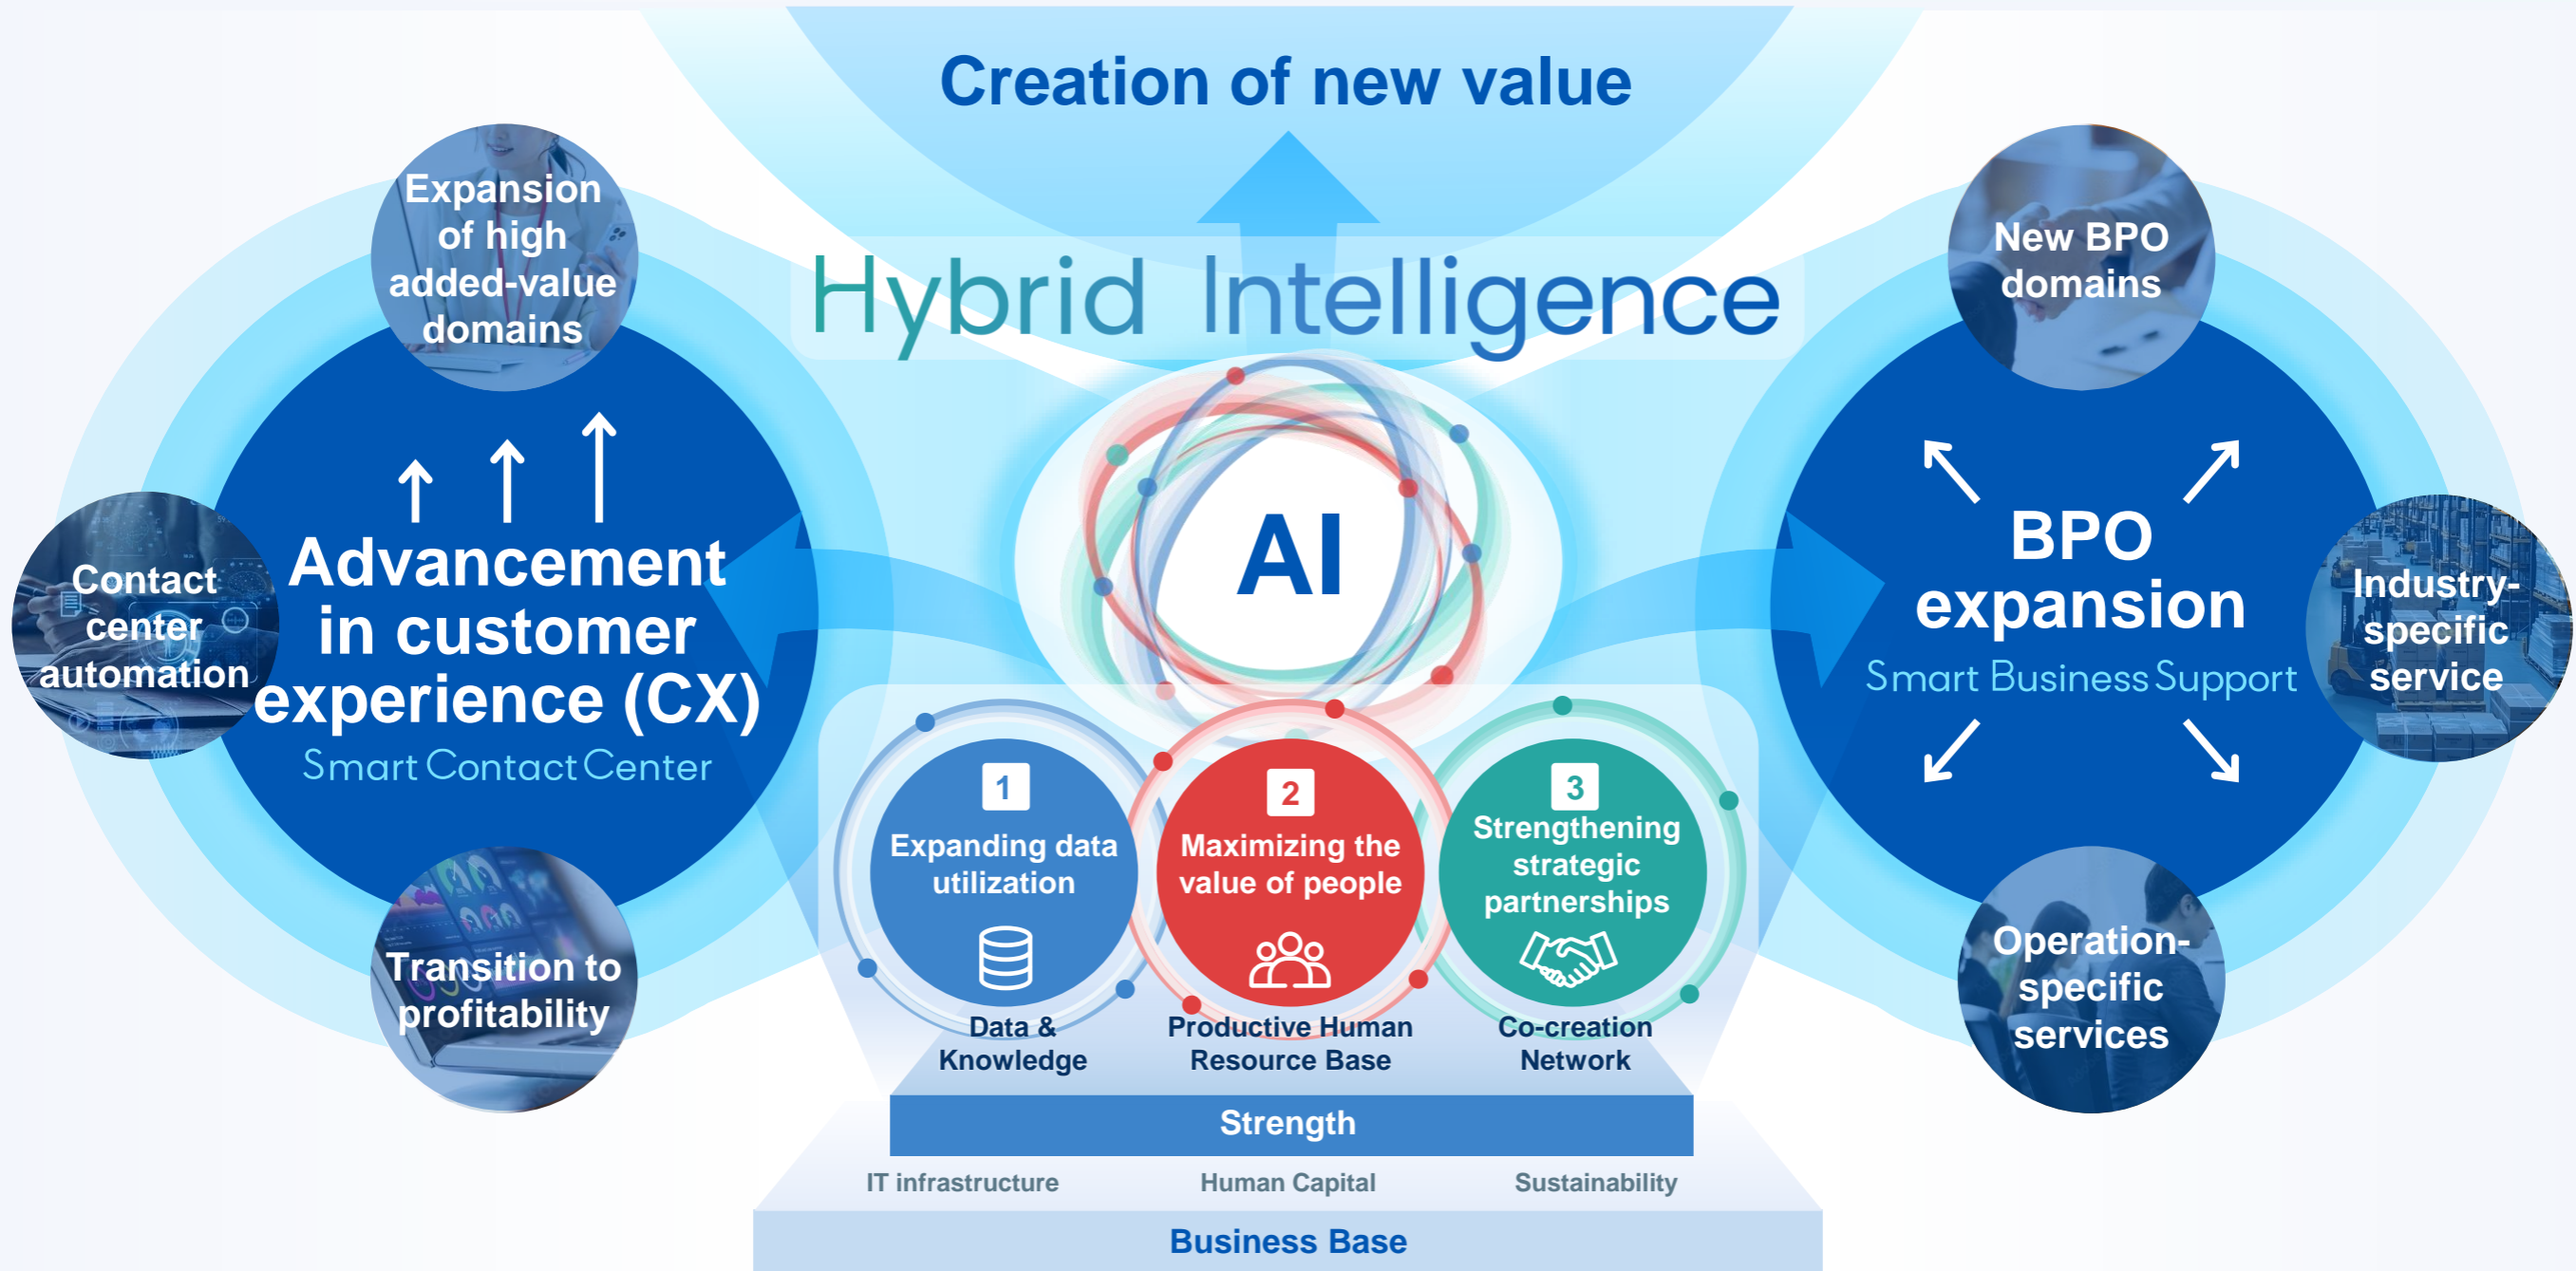 Creation of new value
Hybrid Intelligence
AI
Expansion
of high
added-value
domains
Contact
center
automation
Advancement
in customer
experience (CX)
Smart Contact Center
Transition to
profitability
New BPO
domains
BPO
expansion
Smart Business Support
Industry-
specific
service
Operation-
specific
services
1
Expanding data
utilization
2
Maximizing the
value of people
3
Strengthening
strategic
partnerships
Data &
Knowledge
Productive Human
Resource Base
Co-creation
Network
Strength
IT infrastructure
Human Capital
Sustainability
Business Base